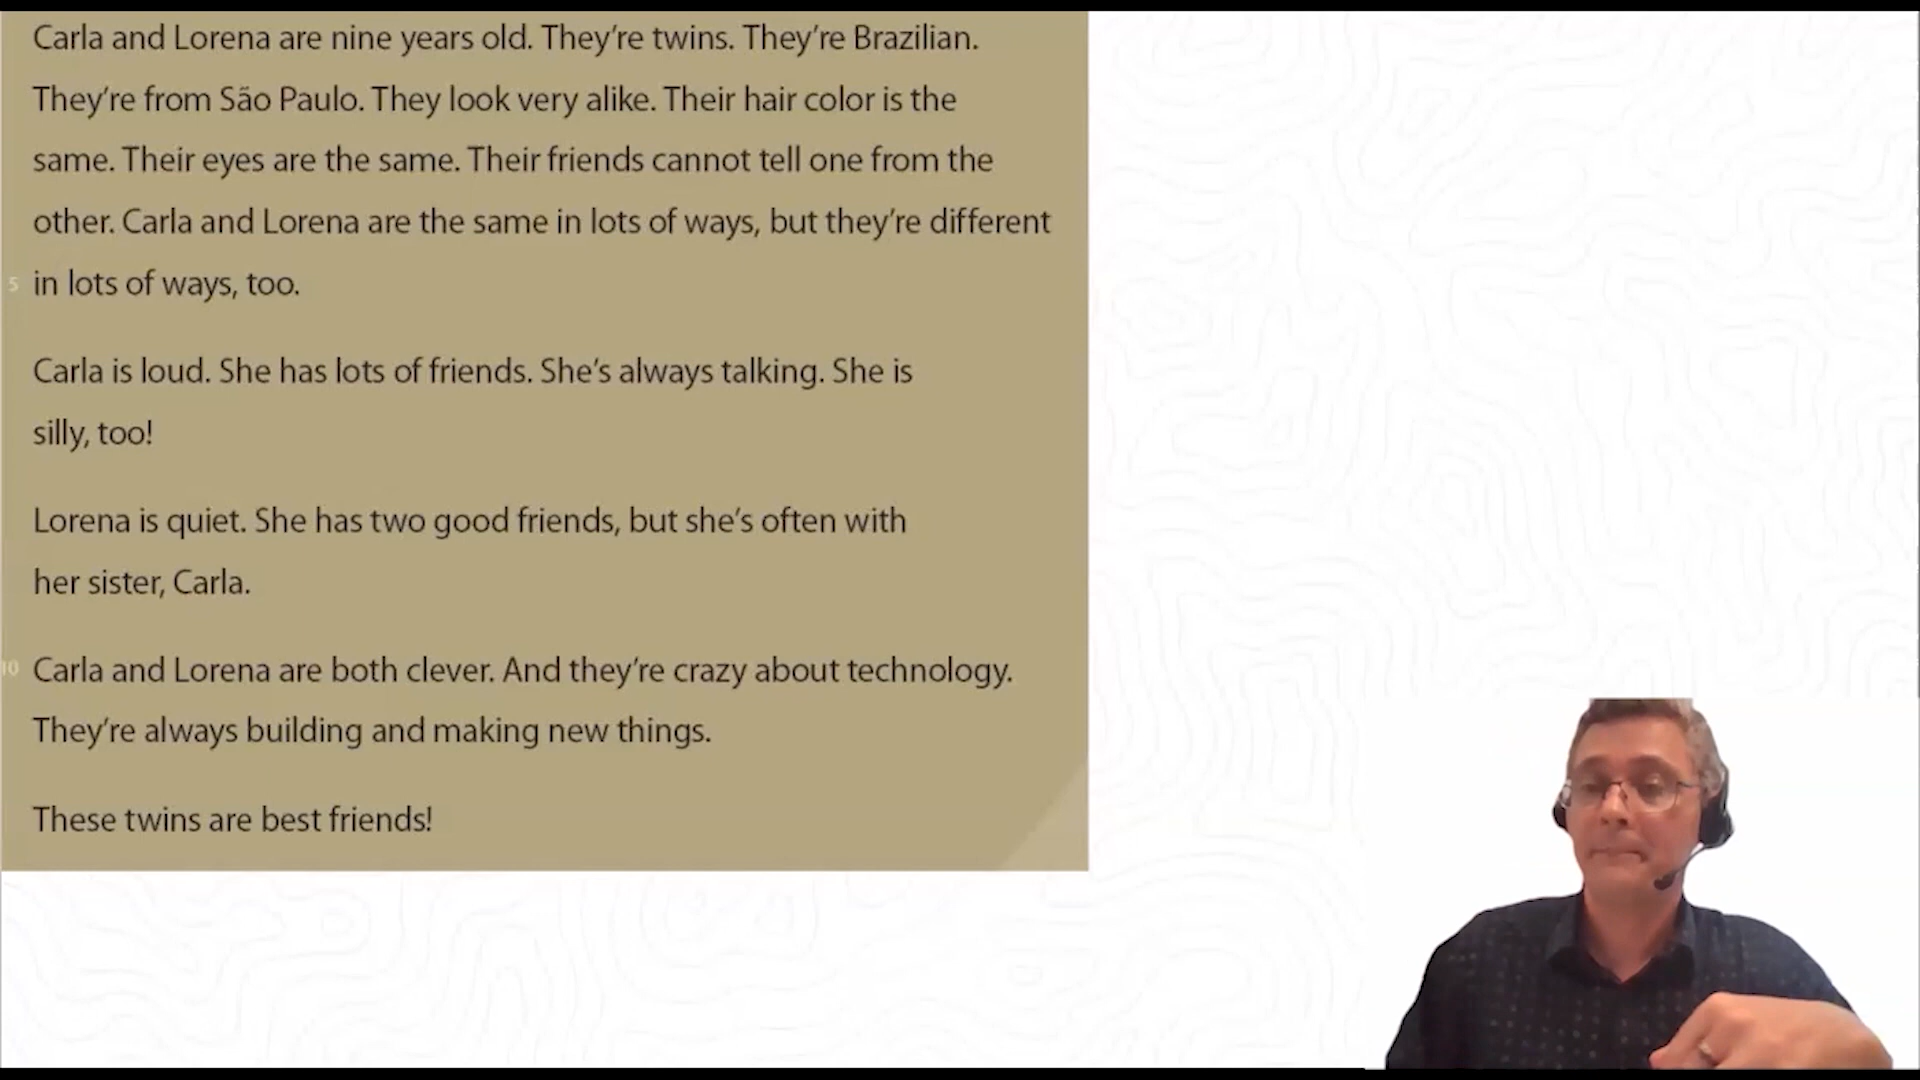 Carla and Lorena are nine years old. They’re twins. They’re Brazilian.
They’re from São Paulo. They look very alike. Their hair color is the
same. Their eyes are the same. Their friends cannot tell one from the
other. Carla and Lorena are the same in lots of ways, but they’re different
5 in lots of ways, too.
Carla is loud. She has lots of friends. She’s always talking. She is
silly, too!
Lorena is quiet. She has two good friends, but she’s often with
her sister, Carla.
10 Carla and Lorena are both clever. And they’re crazy about technology.
They’re always building and making new things.
These twins are best friends!